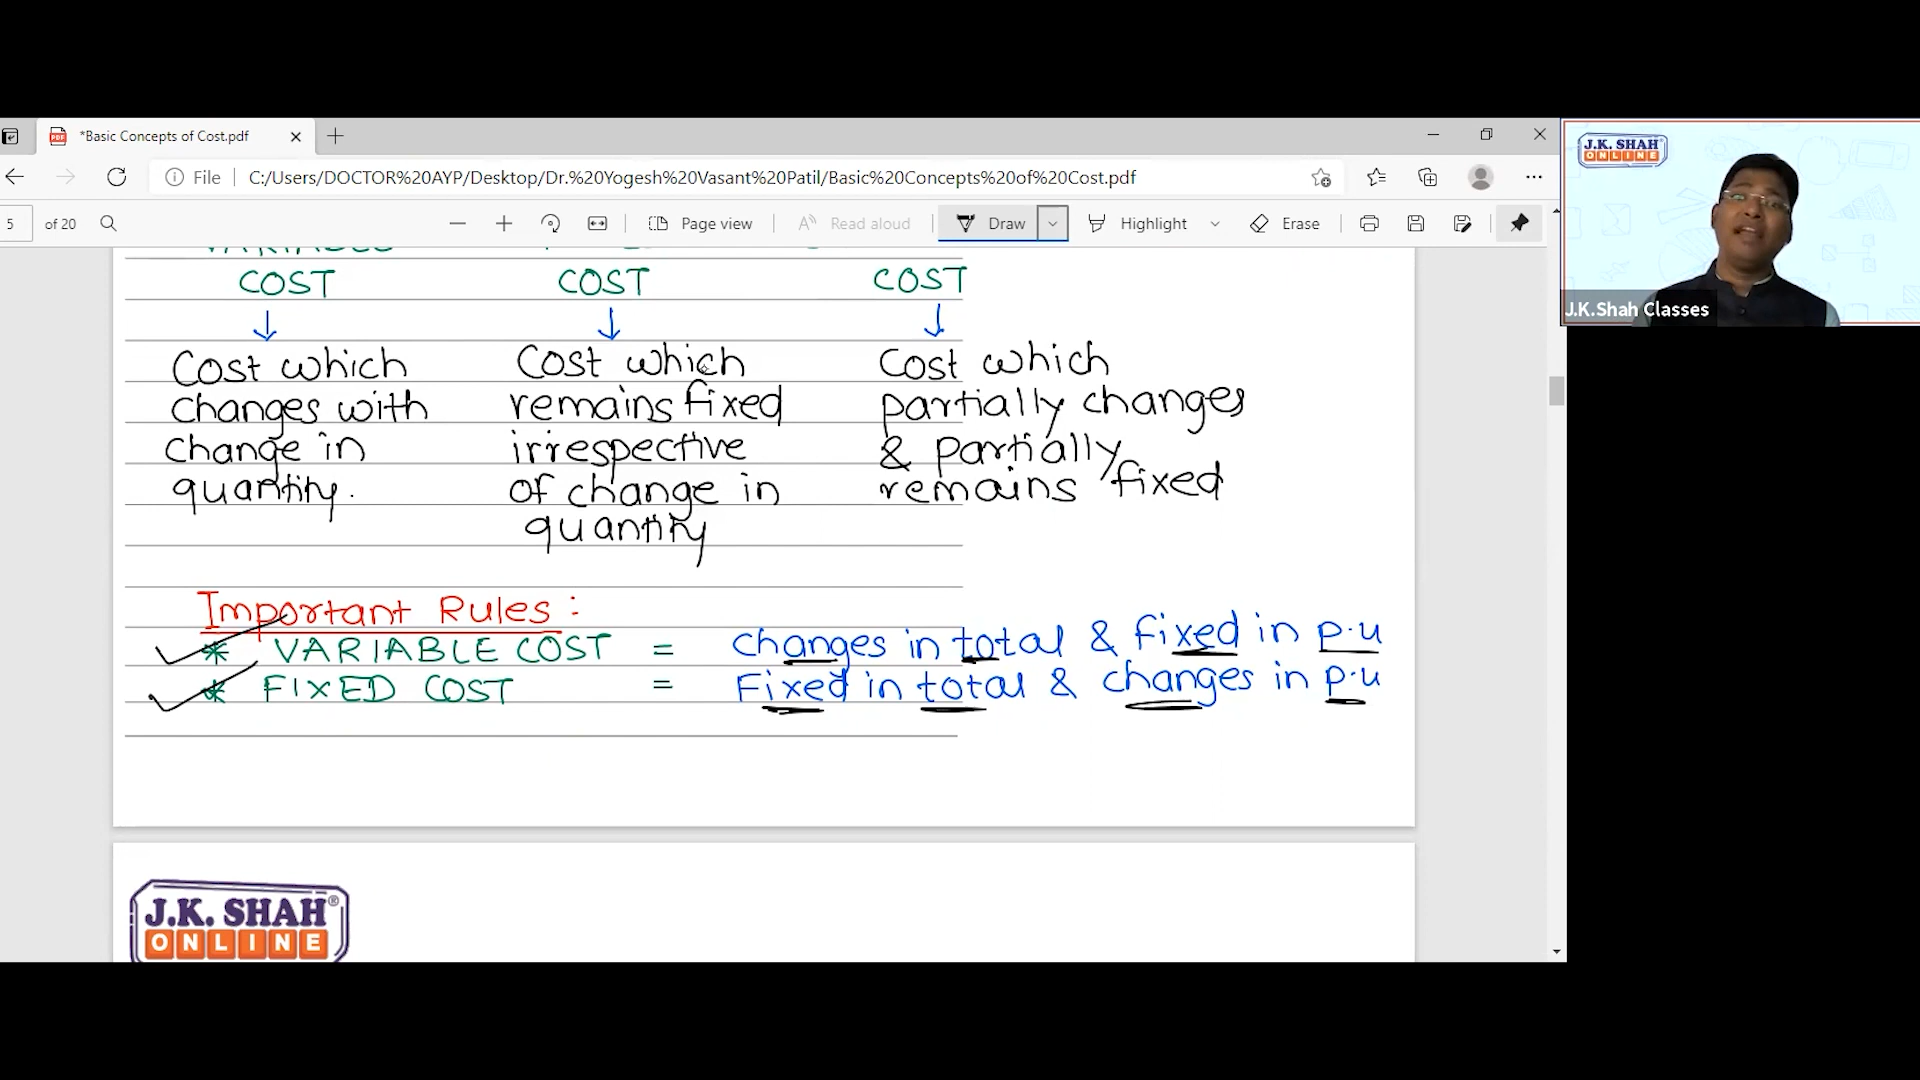 *Basic Concepts of Cost.pdf
File
C:/Users/DOCTOR%20AYP/Desktop/Dr.%20Yogesh%20Vasant%20Patil/Basic%20Concepts%20of%20Cost.pdf
5 of 20
Page view
Read aloud
Draw
Highlight
Erase
VARIABLE
COST COST COST
Cost which
changes with
change in
quantity.
Cost which
remains fixed
irrespective
of change in
quantity
Cost which
partially changes
& partially
remains fixed
Important Rules :
* VARIABLE COST = changes in total & fixed in p.u
* FIXED COST = Fixed in total & changes in p.u
J.K. SHAH®
ONLINE
J.K. SHAH
ONLINE
J.K.Shah Classes